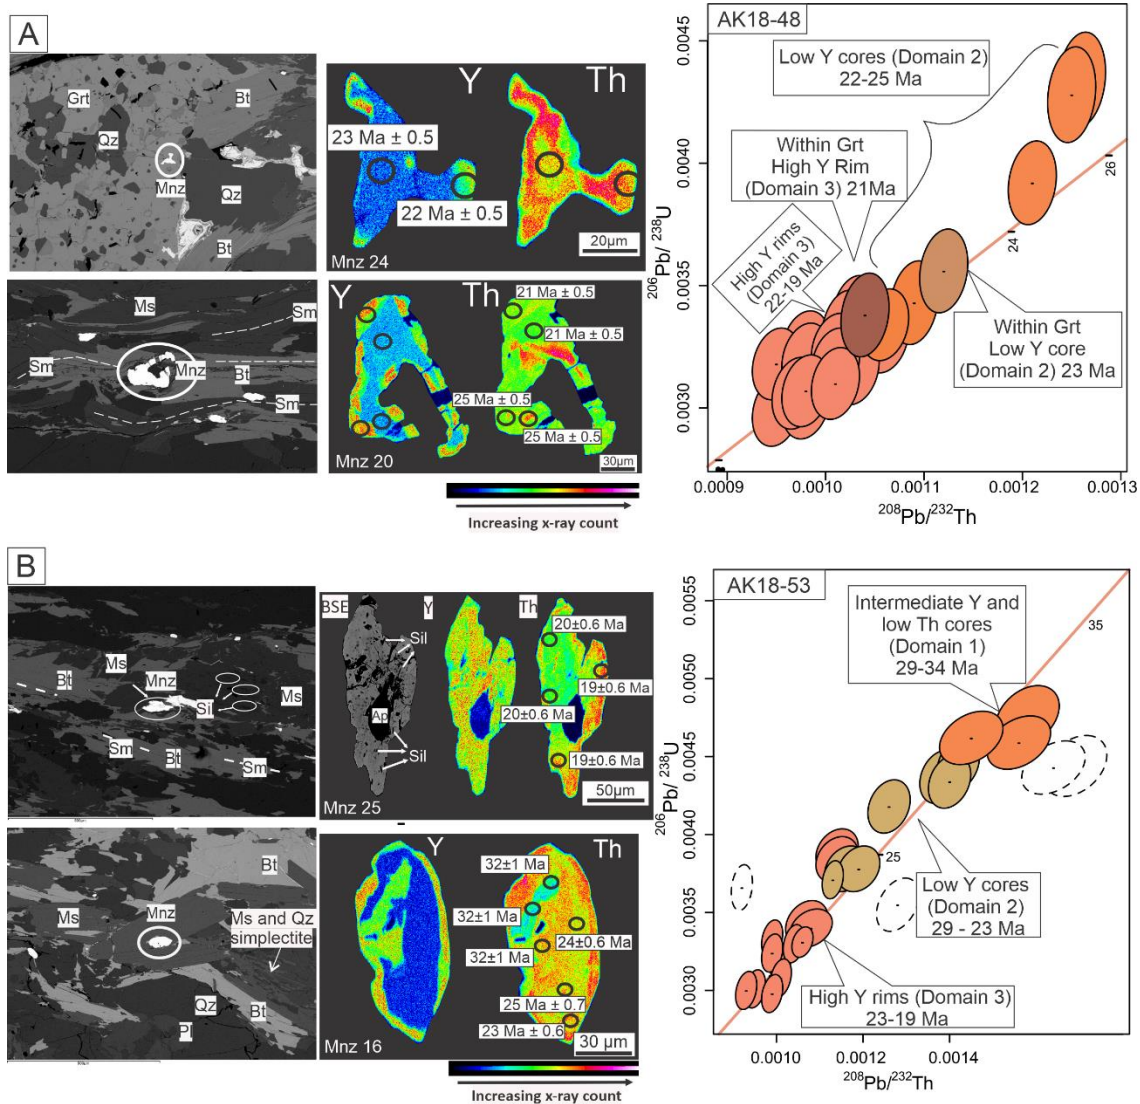 A
Grt
Bt
Qz
Mnz
Qz
Bt
Y
Th
23 Ma ± 0.5
22 Ma ± 0.5
Mnz 24
20µm
Ms
Sm
Sm
Mnz
Bt
Sm
Y
Th
21 Ma ± 0.5
21 Ma ± 0.5
25 Ma ± 0.5
25 Ma ± 0.5
Mnz 20
30µm
Increasing x-ray count
AK18-48
Low Y cores (Domain 2)
22-25 Ma
Within Grt
High Y Rim
(Domain 3) 21Ma
High Y rims
(Domain 3)
22-19 Ma
Within Grt
Low Y core
(Domain 2) 23 Ma
26
24
206Pb/ 238U
0.0045
0.0040
0.0035
0.0030
0.0009
0.0010
0.0011
0.0012
0.0013
208Pb/232Th
B
Ms
Mnz
Bt
Sil
Ms
Sm
Bt
Sm
BSE
Y
Th
Sil
Ap
Sil
20±0.6 Ma
19±0.6 Ma
20±0.6 Ma
19±0.6 Ma
Mnz 25
50µm
Bt
Ms
Mnz
Ms and Qz
simplectite
Qz
Bt
Pl
Y
Th
32±1 Ma
32±1 Ma
24±0.6 Ma
32±1 Ma
25 Ma ± 0.7
23 Ma ± 0.6
Mnz 16
30 µm
Increasing x-ray count
AK18-53
Intermediate Y and
low Th cores
(Domain 1)
29-34 Ma
35
25
Low Y cores
(Domain 2)
29 - 23 Ma
High Y rims (Domain 3)
23-19 Ma
206Pb/ 238U
0.0055
0.0050
0.0045
0.0040
0.0035
0.0030
0.0010
0.0012
0.0014
208Pb/232Th